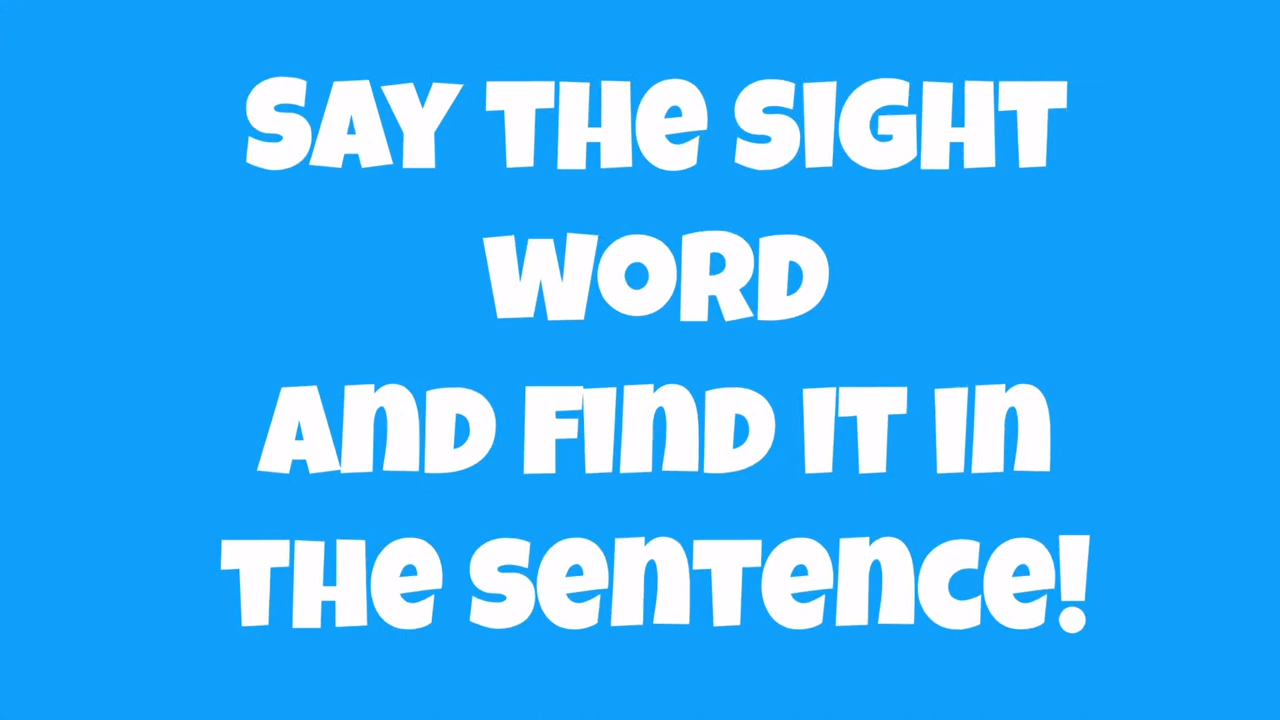 SAY THE SIGHT
WORD
AND FIND IT IN
THE SENTENCE!